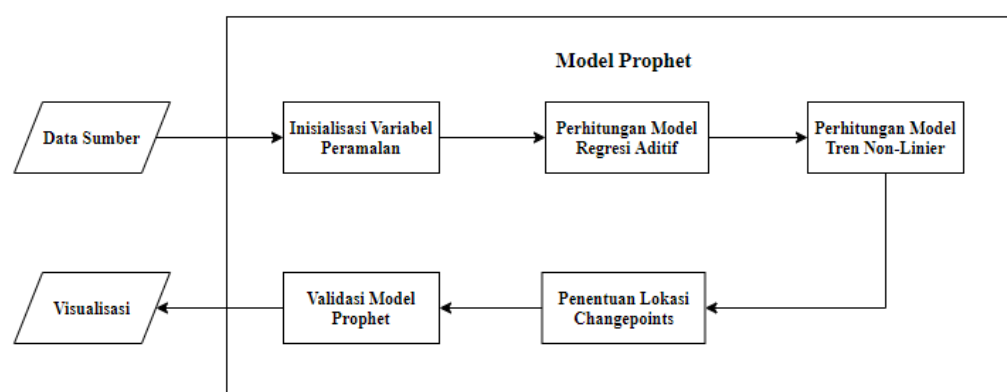 Model Prophet
Data Sumber
Inisialisasi Variabel
Peramalan
Perhitungan Model
Regresi Aditif
Perhitungan Model
Tren Non-Linier
Penentuan Lokasi
Changepoints
Validasi Model
Prophet
Visualisasi